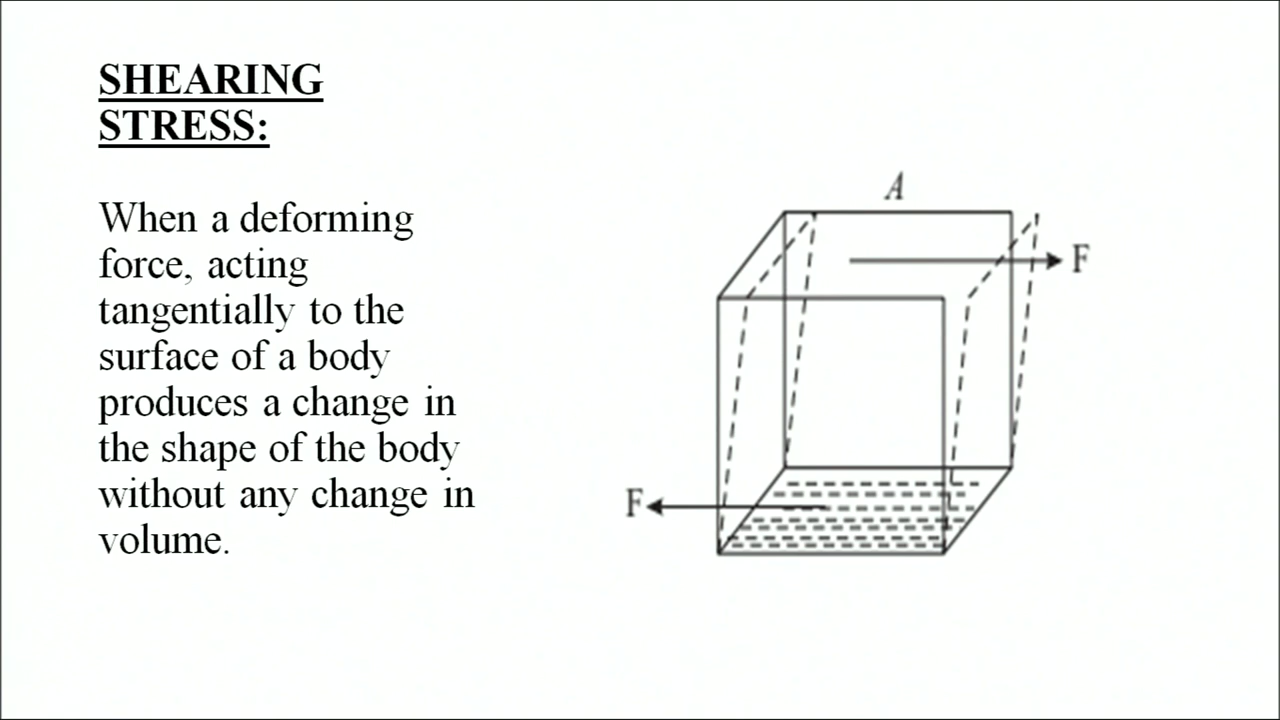 SHEARING
STRESS:
When a deforming
force, acting
tangentially to the
surface of a body
produces a change in
the shape of the body
without any change in
volume.
A
F
F